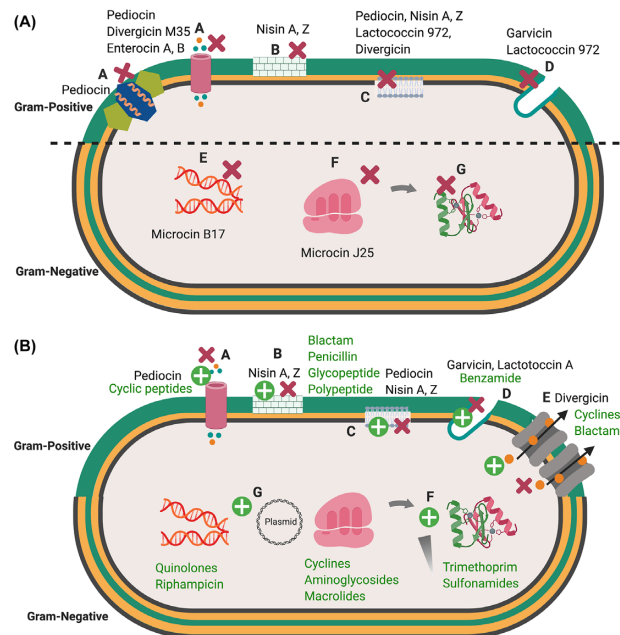 (A)
Pediocin
Divergicin M35
Enterocin A, B
A
Nisin A, Z
B
Pediocin, Nisin A, Z
Lactococcin 972,
Divergicin
C
Garvicin
Lactococcin 972
D
A
Pediocin
Gram-Positive
E
Microcin B17
F
Microcin J25
G
Gram-Negative
(B)
A
Pediocin
Cyclic peptides
B
Nisin A, Z
Blactam
Penicillin
Glycopeptide
Polypeptide
Pediocin
Nisin A, Z
C
Garvicin, Lactotoccin A
Benzamide
D
E Divergicin
Cyclines
Blactam
Gram-Positive
G
Plasmid
F
Quinolones
Riphampicin
Cyclines
Aminoglycosides
Macrolides
Trimethoprim
Sulfonamides
Gram-Negative